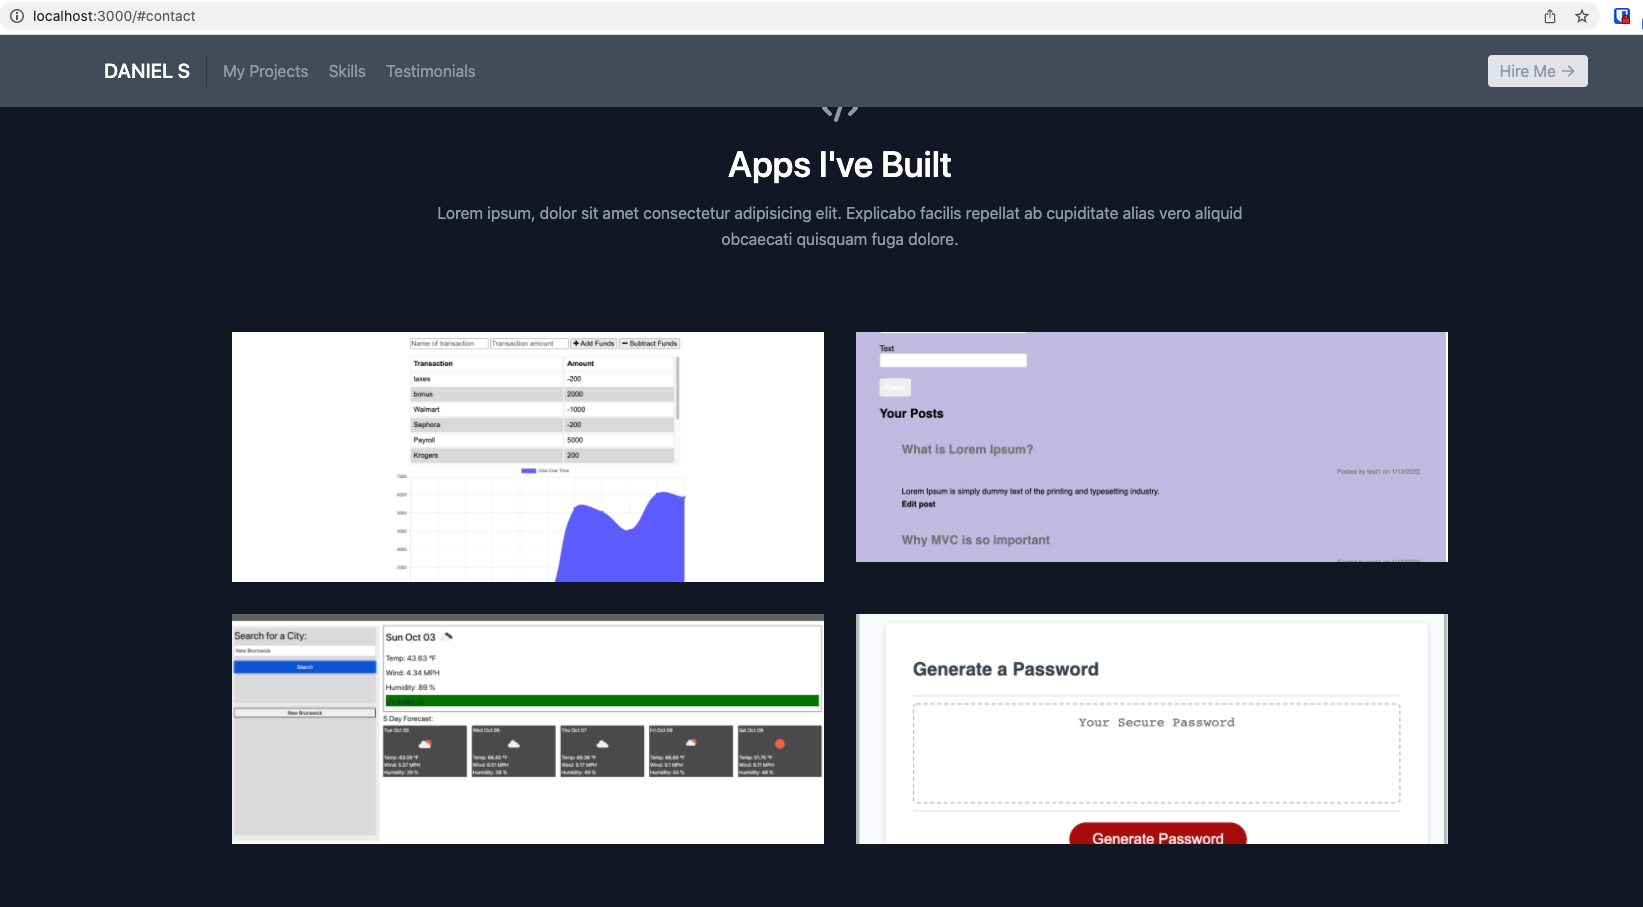 localhost:3000/#contact
DANIEL S
My Projects
Skills
Testimonials
Hire Me →
Apps I've Built
Lorem ipsum, dolor sit amet consectetur adipisicing elit. Explicabo facilis repellat ab cupiditate alias vero aliquid
obcaecati quisquam fuga dolore.
Name of transaction
Transaction amount
Add Funds
Subtract Funds
Transaction Amount
taxes -200
bonus 2000
Walmart -1000
Sephora -200
Payroll 5000
Krogers 200
Total Over Time
7000
6000
5000
4000
3000
2000
Text
Your Posts
What is Lorem Ipsum?
Posted by test1 on 1/13/2022
Lorem Ipsum is simply dummy text of the printing and typesetting industry.
Edit post
Why MVC is so important
Search for a City:
New Brunswick
Search
New Brunswick
Sun Oct 03
Temp: 43.63 °F
Wind: 4.34 MPH
Humidity: 89 %
5 Day Forecast:
Tue Oct 05
Wed Oct 06
Thu Oct 07
Fri Oct 08
Sat Oct 09
Wind: 5.37 MPH
Humidity: 39 %
Generate a Password
Your Secure Password
Generate Password